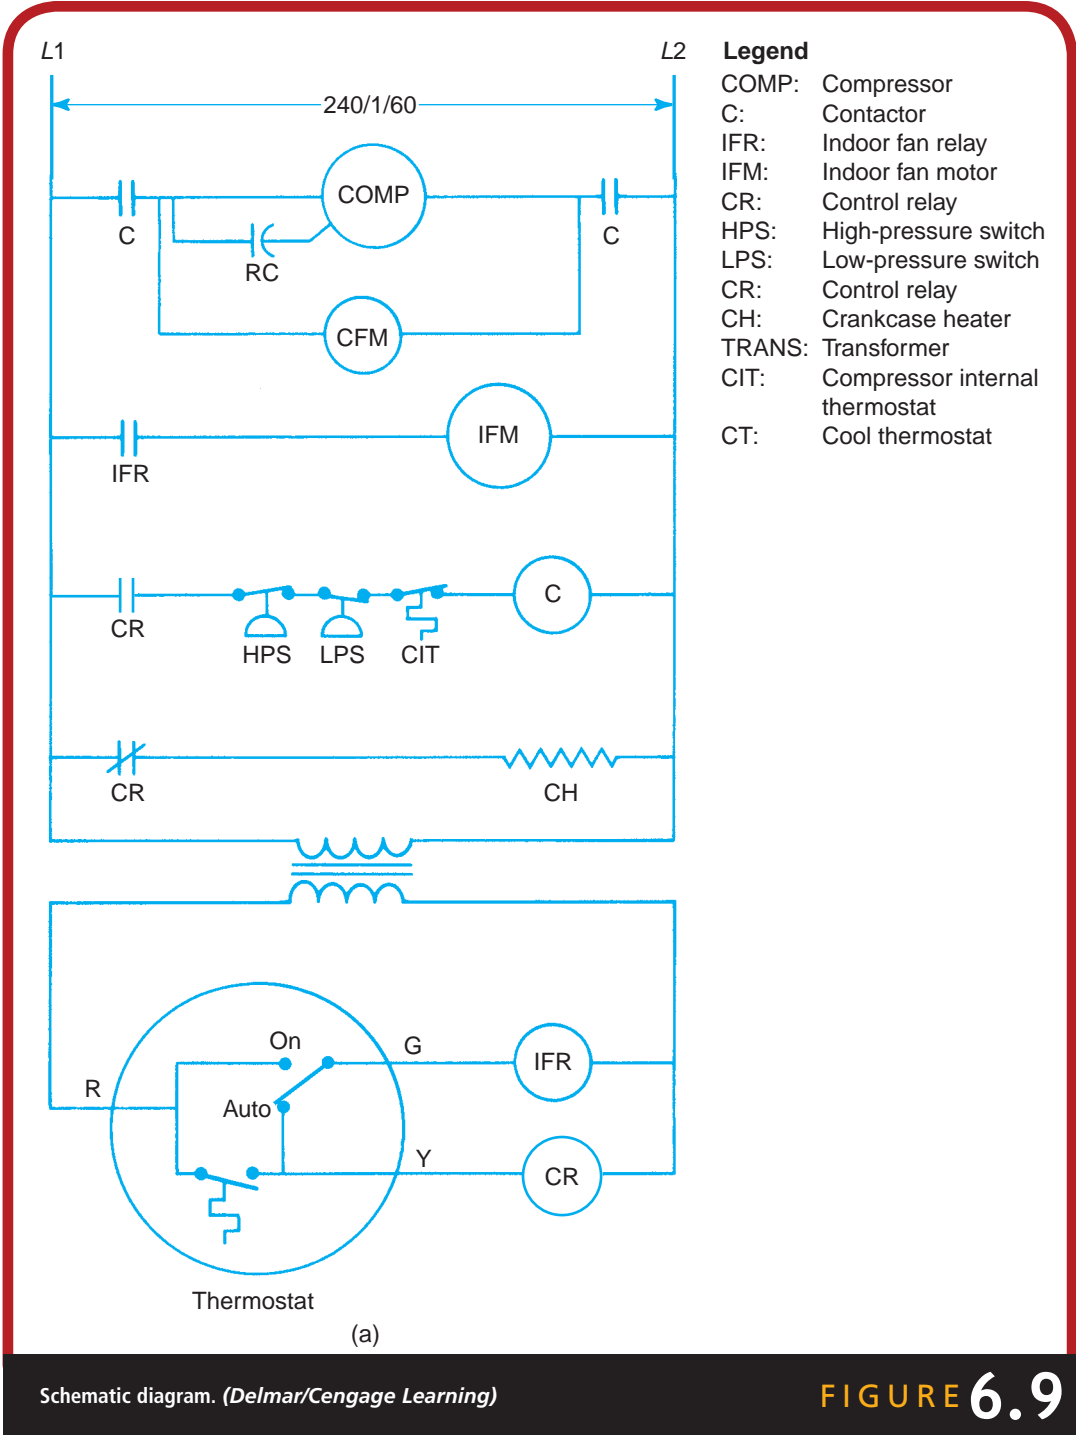 L1
L2
240/1/60
COMP
C
C
RC
CFM
IFM
IFR
C
CR
HPS
LPS
CIT
CR
CH
On
G
IFR
R
Auto
Y
CR
Thermostat
(a)
Legend
COMP: Compressor
C: Contactor
IFR: Indoor fan relay
IFM: Indoor fan motor
CR: Control relay
HPS: High-pressure switch
LPS: Low-pressure switch
CR: Control relay
CH: Crankcase heater
TRANS: Transformer
CIT: Compressor internal
thermostat
CT: Cool thermostat
Schematic diagram. (Delmar/Cengage Learning)
FIGURE 6.9